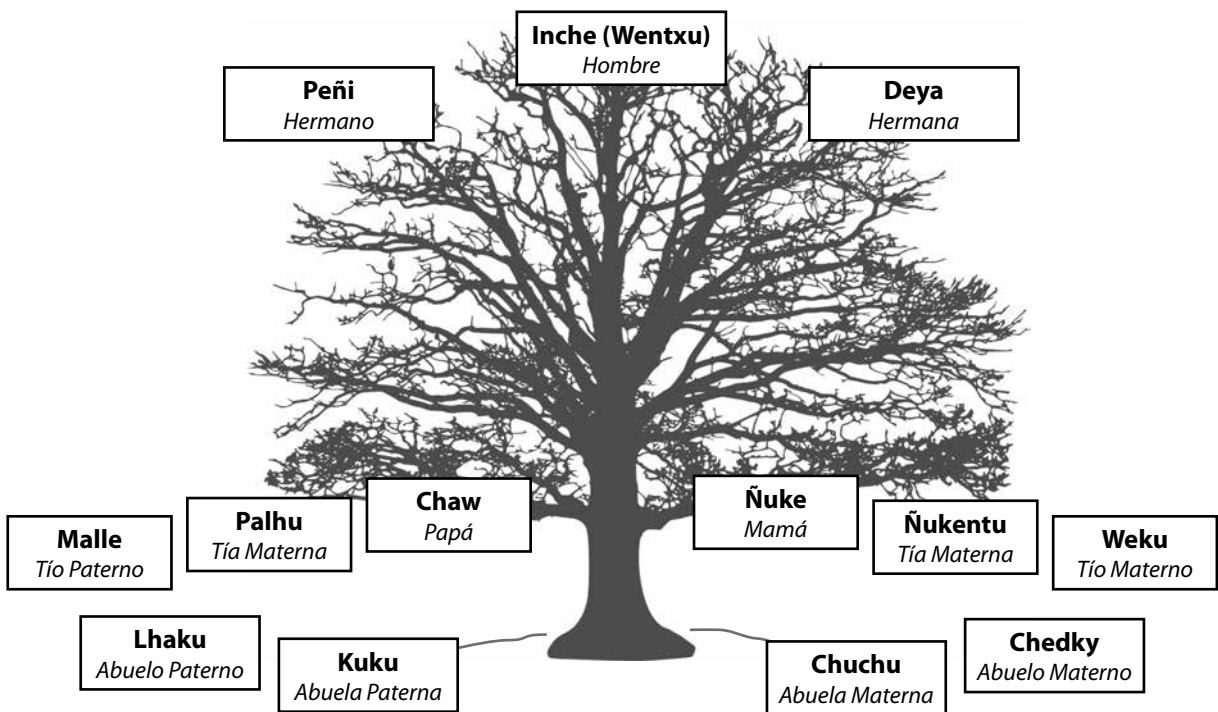 Inche (Wentxu)
Hombre
Peñi
Hermano
Deya
Hermana
Chaw
Papá
Ñuke
Mamá
Palhu
Tía Materna
Ñukentu
Tía Materna
Malle
Tío Paterno
Weku
Tío Materno
Lhaku
Abuelo Paterno
Kuku
Abuela Paterna
Chuchu
Abuela Materna
Chedky
Abuelo Materno